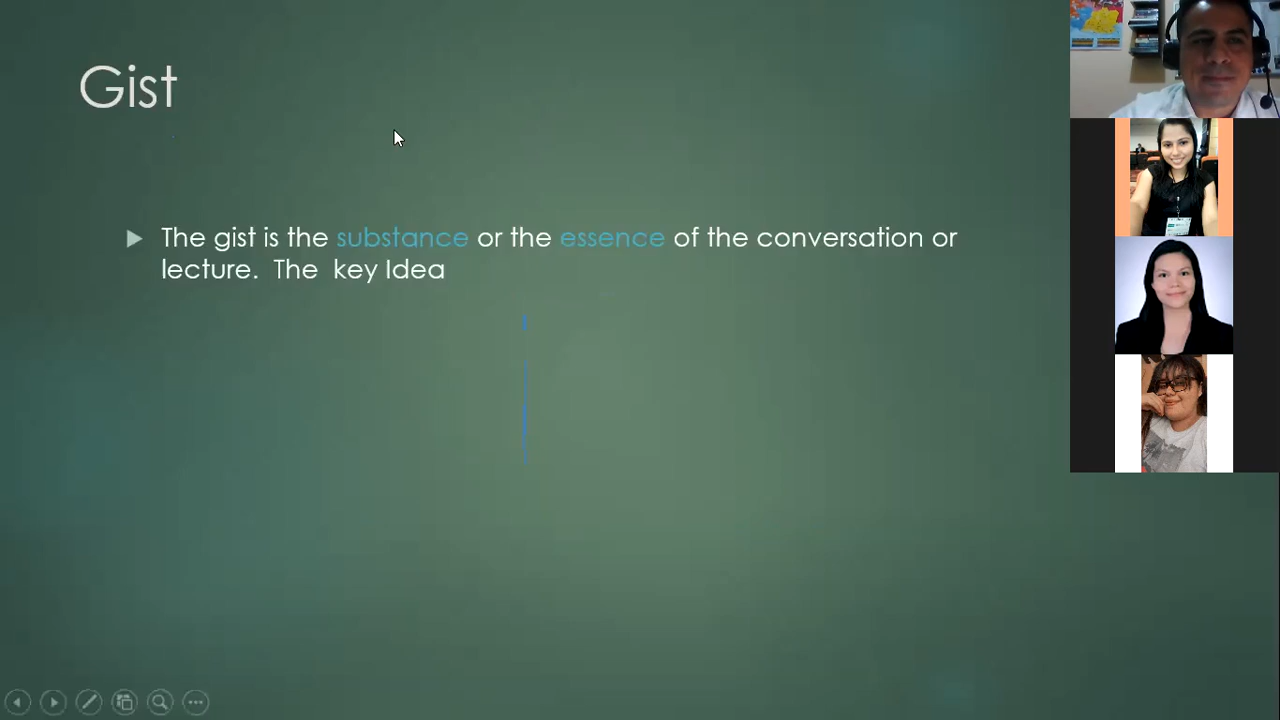 Gist
The gist is the substance or the essence of the conversation or
lecture.  The  key Idea